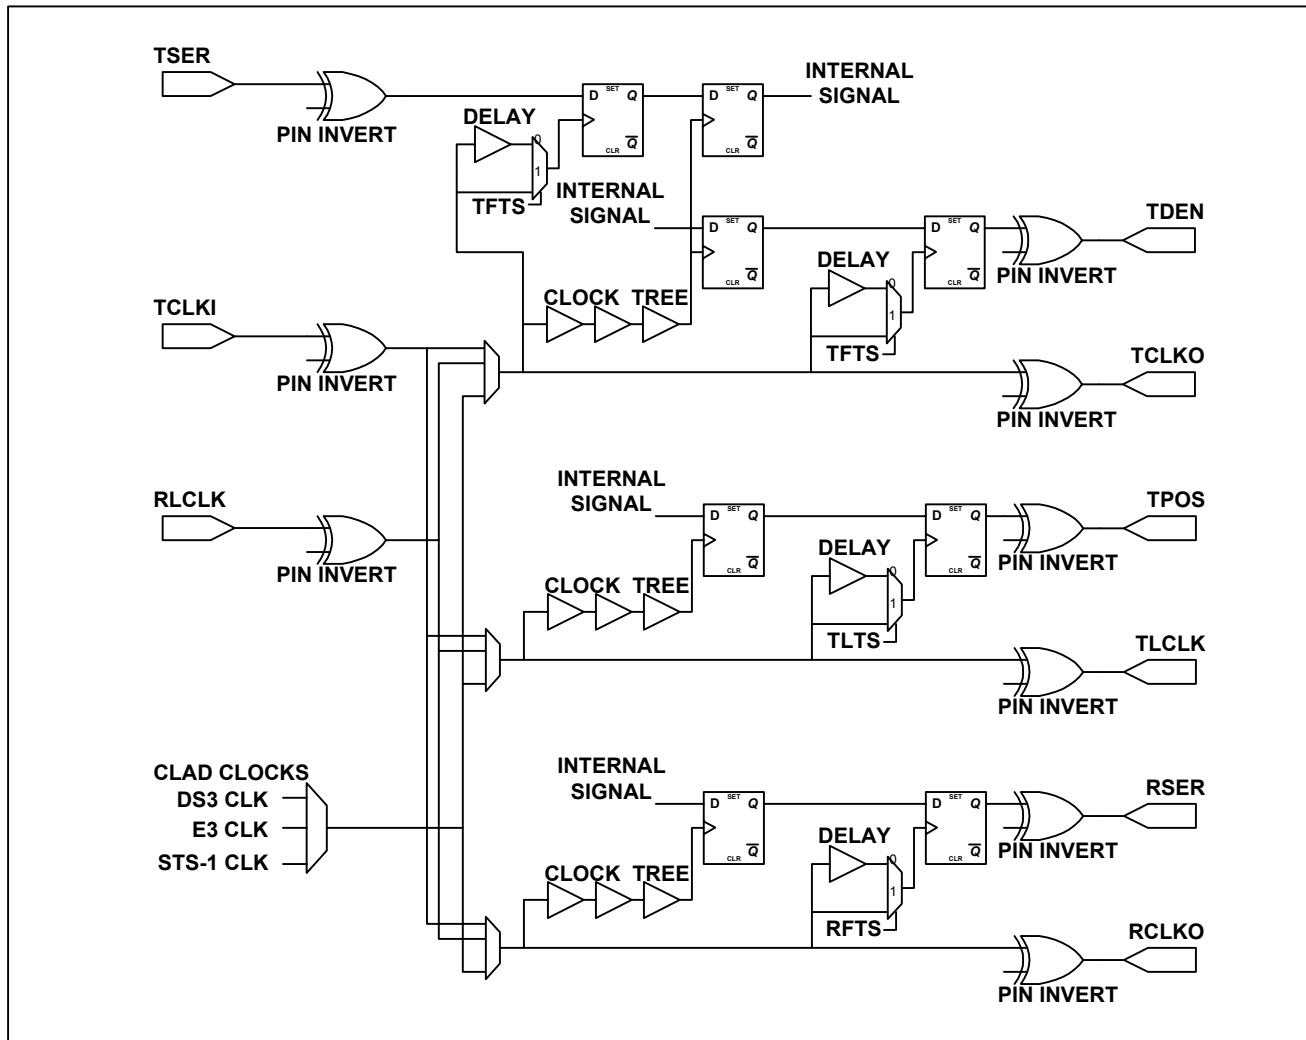 TSER
PIN INVERT
DELAY
0
1
TFTS
D SET Q
Q
CLR
D SET Q
Q
CLR
INTERNAL
SIGNAL
INTERNAL
SIGNAL
D SET Q
Q
CLR
D SET Q
Q
CLR
TDEN
PIN INVERT
DELAY
0
1
TFTS
TCLKI
PIN INVERT
CLOCK TREE
TCLKO
PIN INVERT
INTERNAL
SIGNAL
D SET Q
Q
CLR
D SET Q
Q
CLR
TPOS
PIN INVERT
RLCLK
PIN INVERT
DELAY
0
1
TLTS
CLOCK TREE
TLCLK
PIN INVERT
CLAD CLOCKS
DS3 CLK
E3 CLK
STS-1 CLK
INTERNAL
SIGNAL
D SET Q
Q
CLR
D SET Q
Q
CLR
RSER
PIN INVERT
DELAY
0
1
RFTS
CLOCK TREE
RCLKO
PIN INVERT